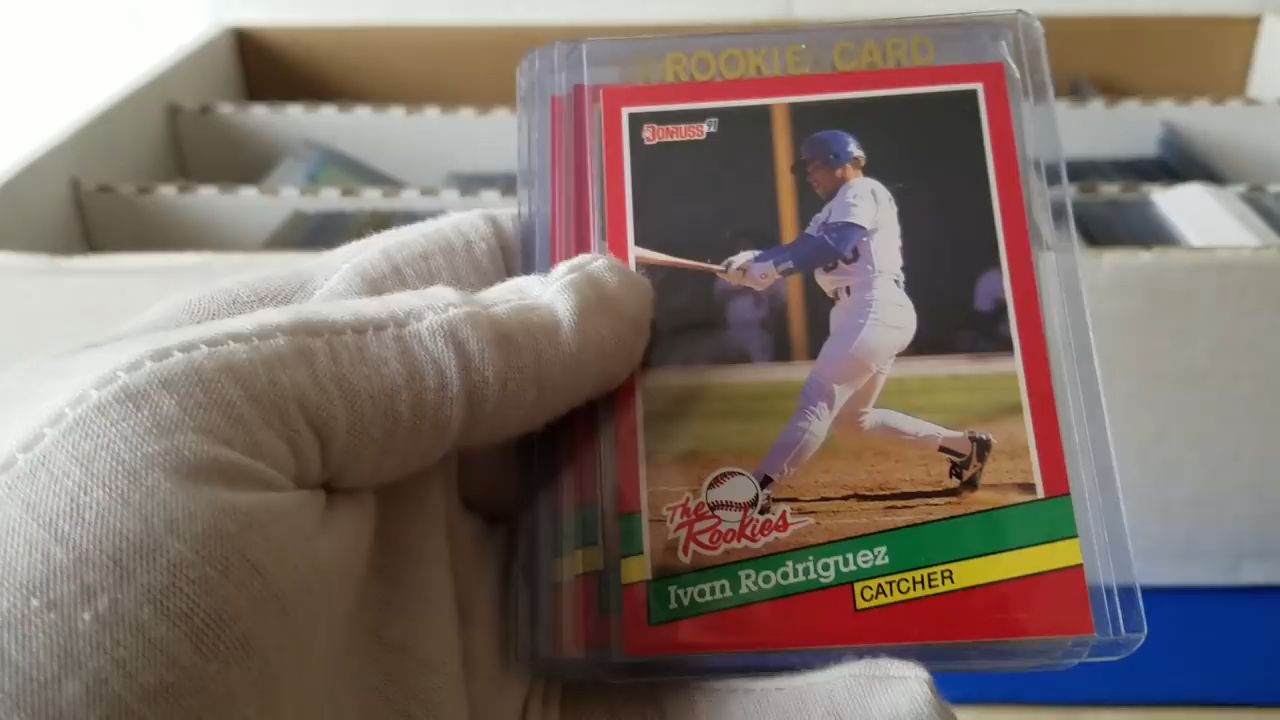 ROOKIE CARD
DONRUSS '91
The
Rookies
Ivan Rodriguez
CATCHER